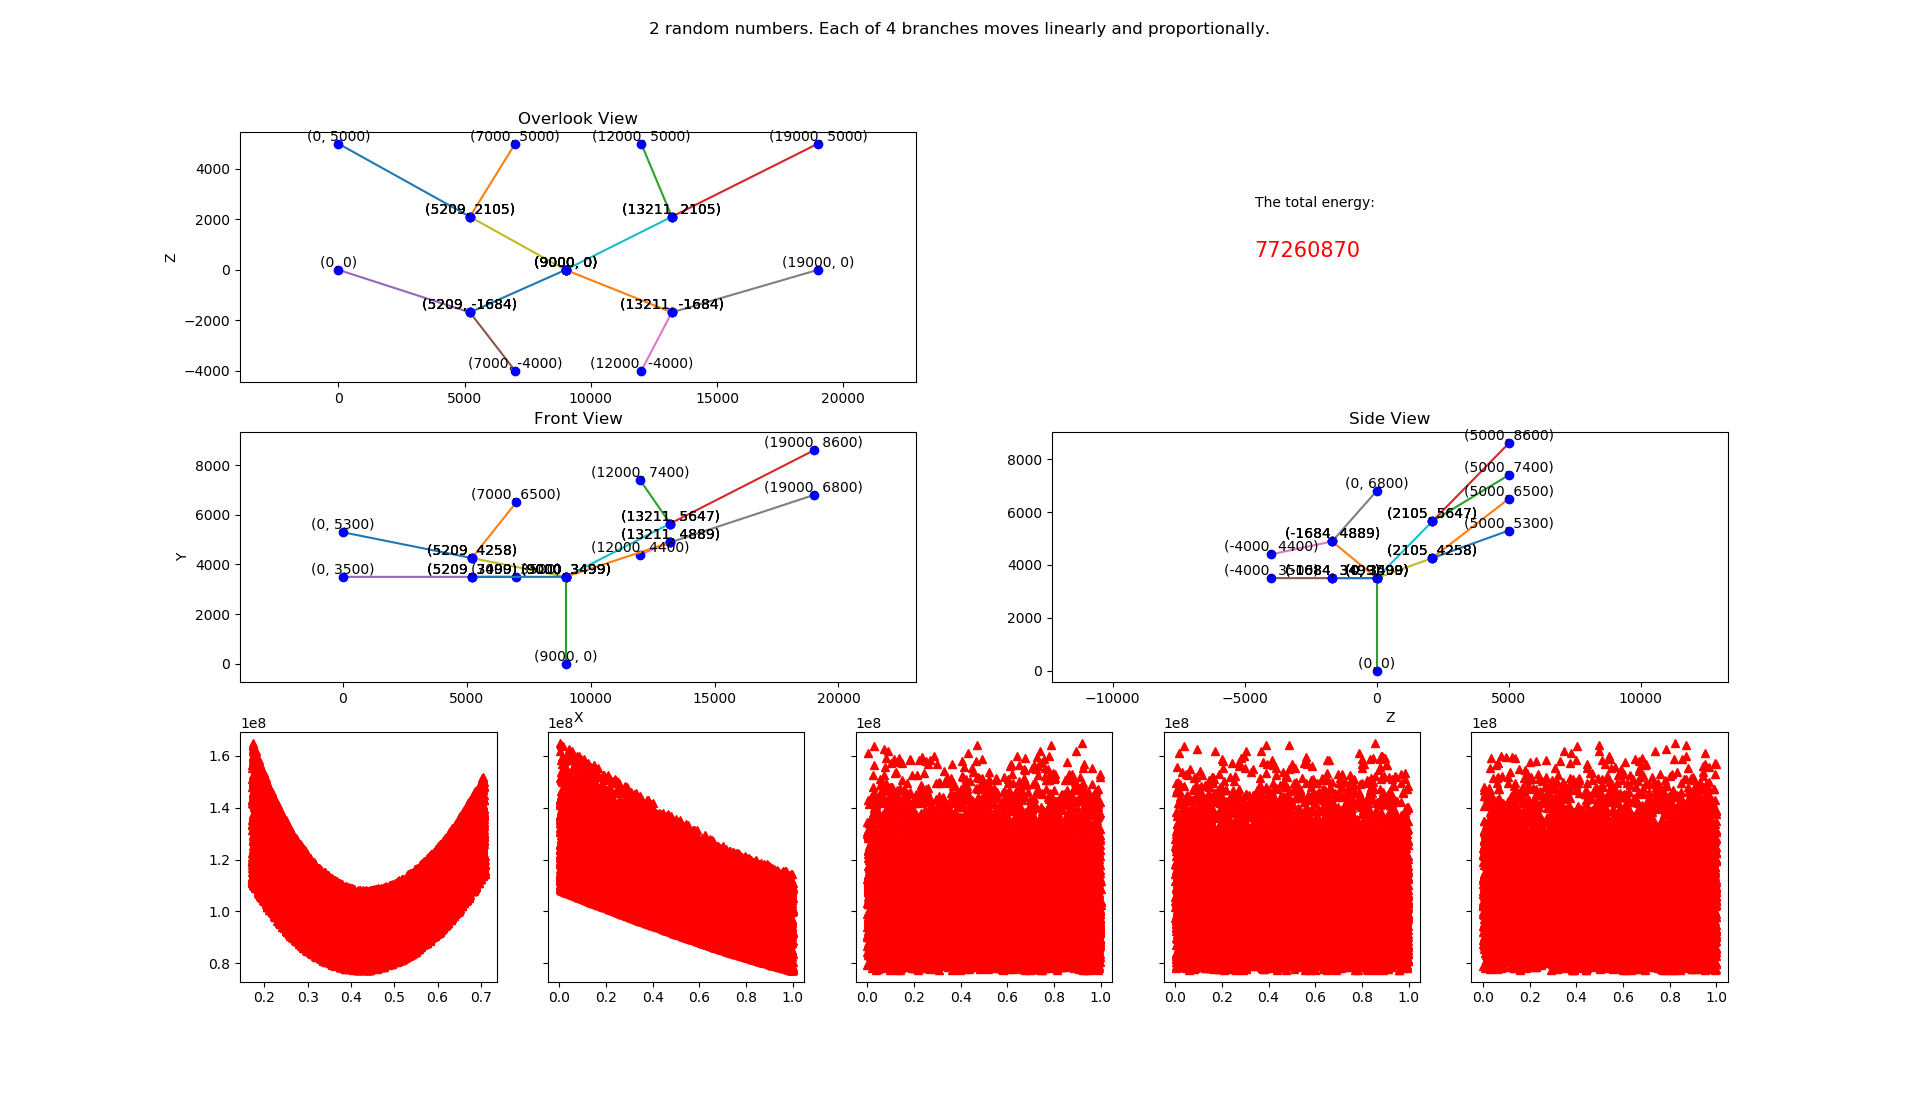 2 random numbers. Each of 4 branches moves linearly and proportionally.
Overlook View
(0, 5000) (7000, 5000) (12000, 5000) (19000, 5000)
4000
(5209, 2105) (13211, 2105)
2000
Z
(0, 0) (9000, 0) (19000, 0)
0
(5209, -1684) (13211, -1684)
−2000
(7000, -4000) (12000, -4000)
−4000
0 5000 10000 15000 20000
The total energy:
77260870
Front View
(19000, 8600)
8000
(12000, 7400)
(19000, 6800)
(7000, 6500)
6000
(0, 5300) (13211, 5647)
(13211, 4889)
(5209, 4258) (12000, 4400)
Y
4000
(0, 3500) (5209, 3499) (9000, 3499)
2000
(9000, 0)
0
0 5000 10000 15000 20000
X
Side View
(5000, 8600)
8000
(5000, 7400)
(0, 6800)
(5000, 6500)
6000
(2105, 5647)
(5000, 5300)
(-1684, 4889)
(-4000, 4400) (2105, 4258)
4000
(-4000, 3500) (-1684, 3499) (0, 3499)
2000
(0, 0)
0
−10000 −5000 0 5000 10000
Z
1e8 1e8 1e8 1e8 1e8
1.6
1.4
1.2
1.0
0.8
0.2 0.3 0.4 0.5 0.6 0.7
0.0 0.2 0.4 0.6 0.8 1.0
0.0 0.2 0.4 0.6 0.8 1.0
0.0 0.2 0.4 0.6 0.8 1.0
0.0 0.2 0.4 0.6 0.8 1.0